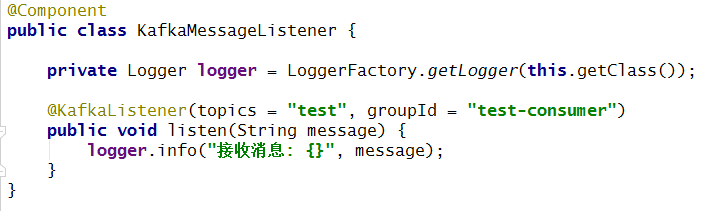 @Component
public class KafkaMessageListener {
private Logger logger = LoggerFactory.getLogger(this.getClass());
@KafkaListener(topics = "test", groupId = "test-consumer")
public void listen(String message) {
logger.info("接收消息: {}", message);
}
}